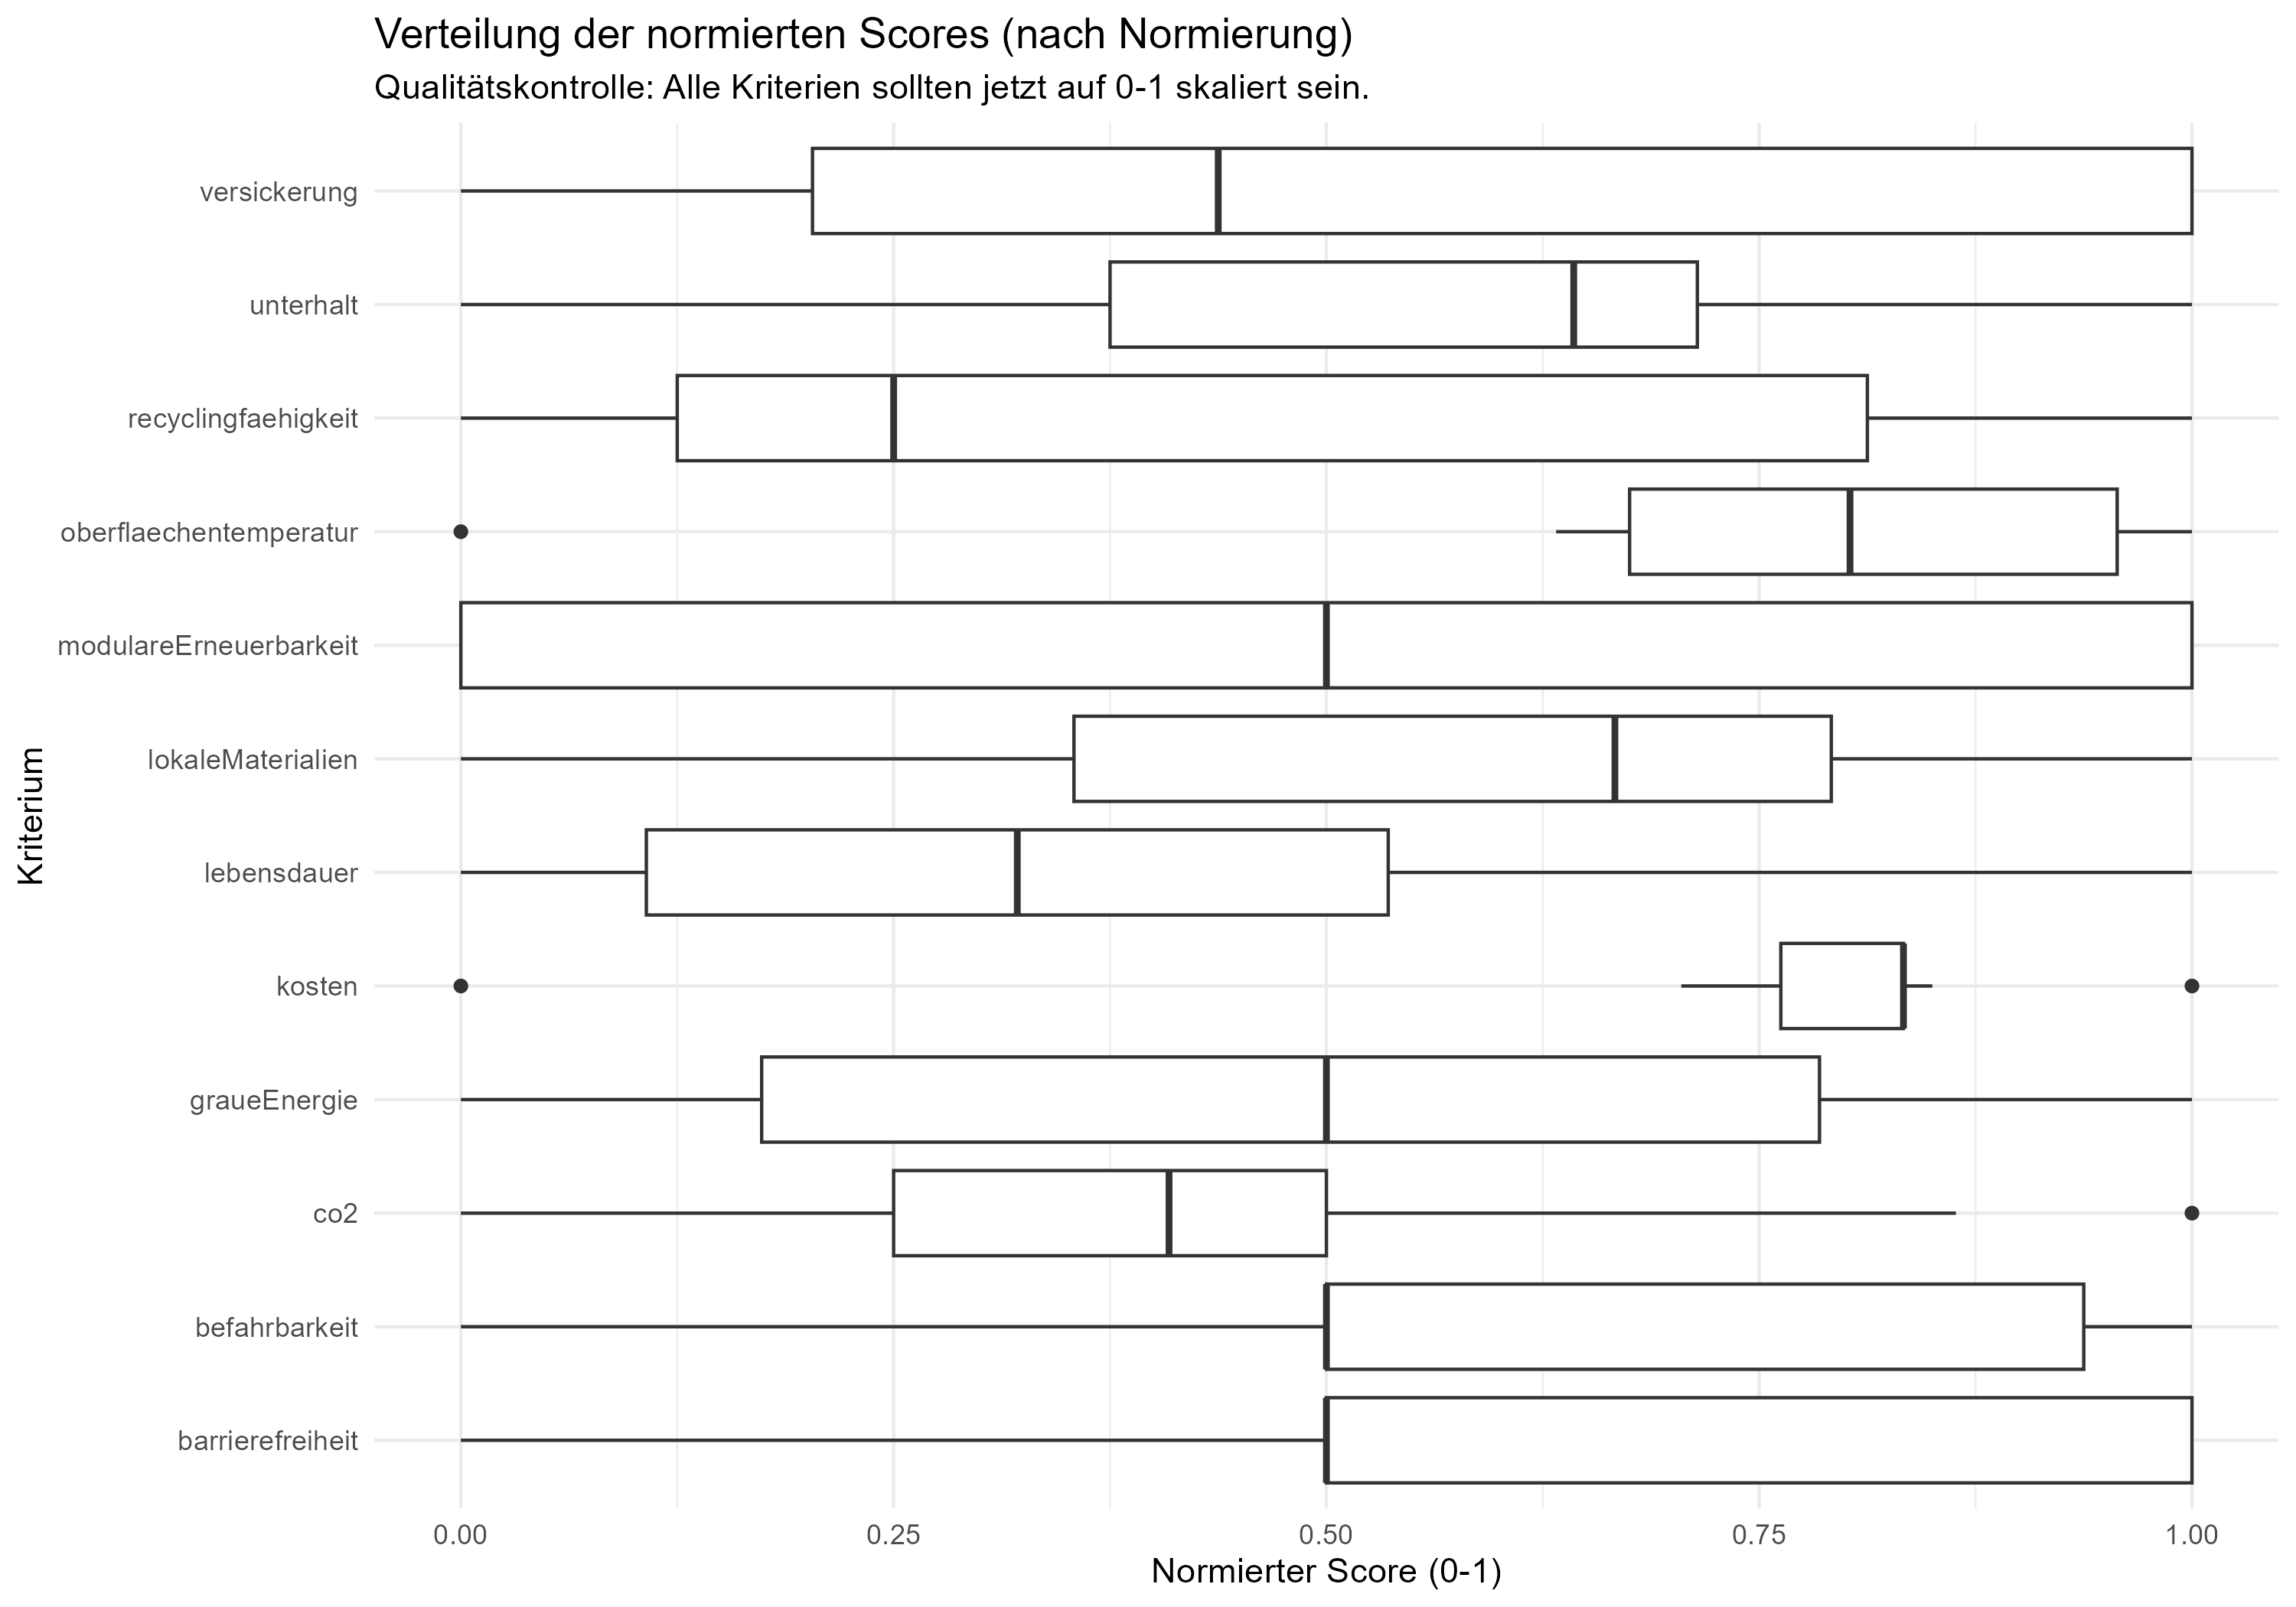 Verteilung der normierten Scores (nach Normierung)
Qualitätskontrolle: Alle Kriterien sollten jetzt auf 0-1 skaliert sein.
Kriterium
versickerung
unterhalt
recyclingfaehigkeit
oberflaechentemperatur
modulareErneuerbarkeit
lokaleMaterialien
lebensdauer
kosten
graueEnergie
co2
befahrbarkeit
barrierefreiheit
0.00 0.25 0.50 0.75 1.00
Normierter Score (0-1)